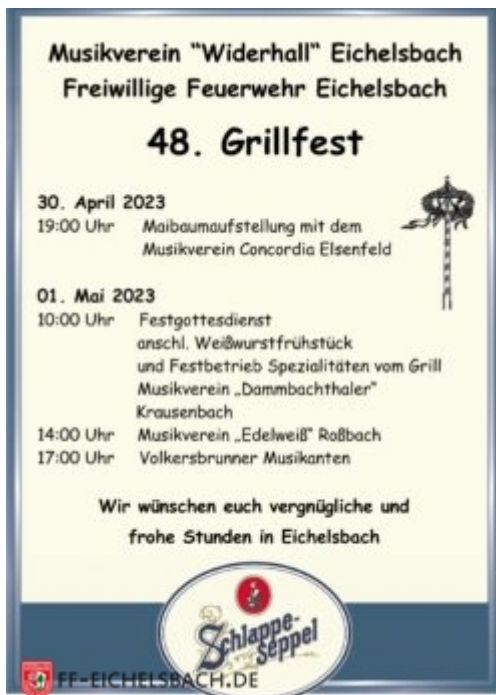 Musikverein "Widerhall" Eichelsbach
Freiwillige Feuerwehr Eichelsbach
48. Grillfest
30. April 2023
19:00 Uhr Maibaumaufstellung mit dem
Musikverein Concordia Elsenfeld
01. Mai 2023
10:00 Uhr Festgottesdienst
anschl. Weißwurstfrühstück
und Festbetrieb Spezialitäten vom Grill
Musikverein „Dammbachthaler"
Krausenbach
14:00 Uhr Musikverein „Edelweiß" Roßbach
17:00 Uhr Volkersbrunner Musikanten
Wir wünschen euch vergnügliche und
frohe Stunden in Eichelsbach
Schlappe-
Seppel
FF-EICHELSBACH.DE